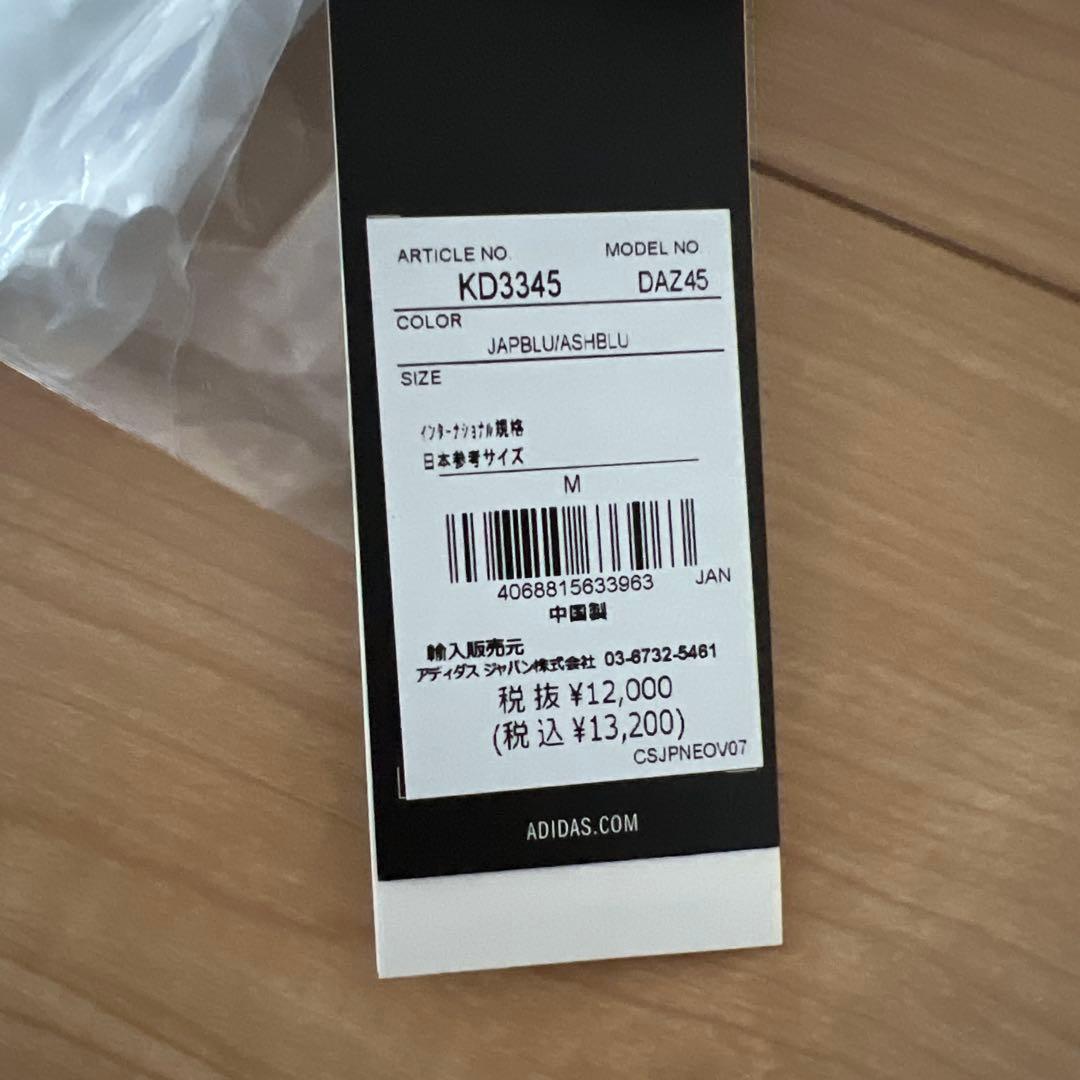 ARTICLE NO. MODEL NO.
KD3345 DAZ45
COLOR
JAPBLU/ASHBLU
SIZE
インターナショナル規格
日本参考サイズ
M
4068815633963 JAN
中国製
輸入販売元
アディダス ジャパン株式会社 03-6732-5461
税抜 ¥12,000
(税込 ¥13,200)
CSJPNEOV07
ADIDAS.COM